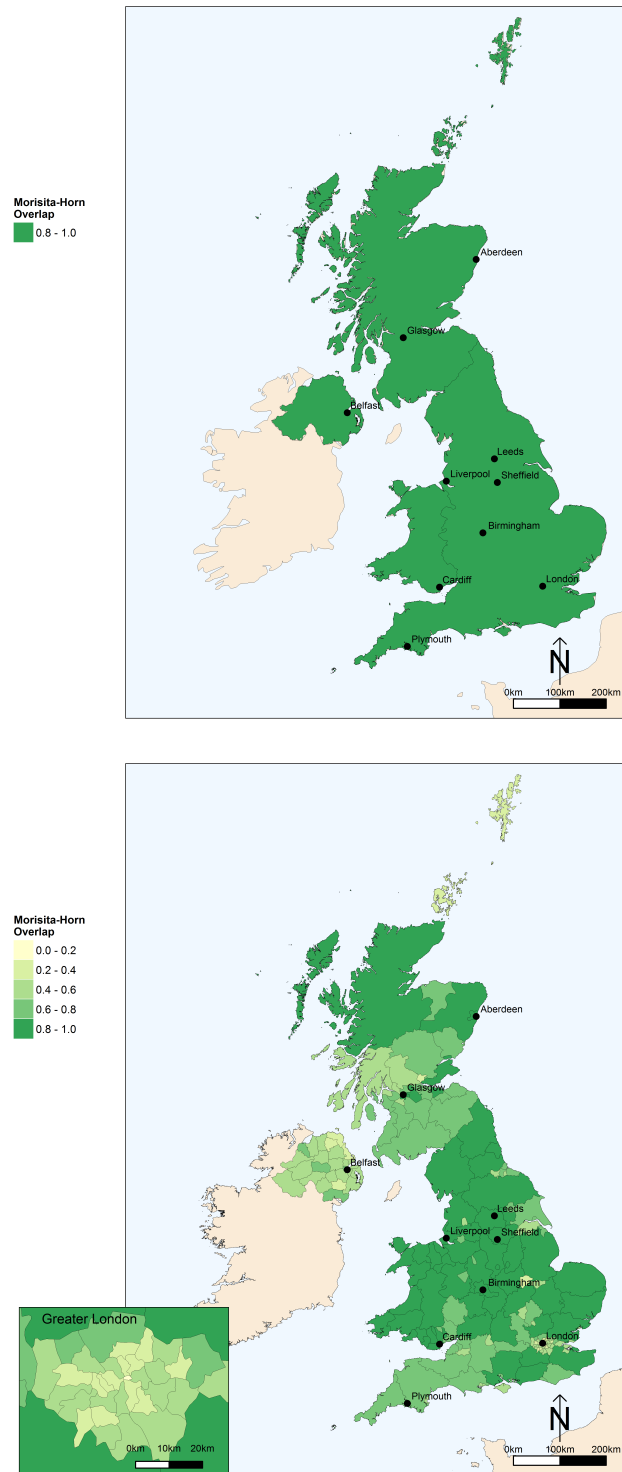 Morisita-Horn
Overlap
0.8 - 1.0
Aberdeen
Glasgow
Belfast
Leeds
Liverpool
Sheffield
Birmingham
Cardiff
London
Plymouth
N
0km 100km 200km
Morisita-Horn
Overlap
0.0 - 0.2
0.2 - 0.4
0.4 - 0.6
0.6 - 0.8
0.8 - 1.0
Aberdeen
Glasgow
Belfast
Leeds
Liverpool
Sheffield
Birmingham
Greater London
Cardiff
London
Plymouth
N
0km 10km 20km
0km 100km 200km